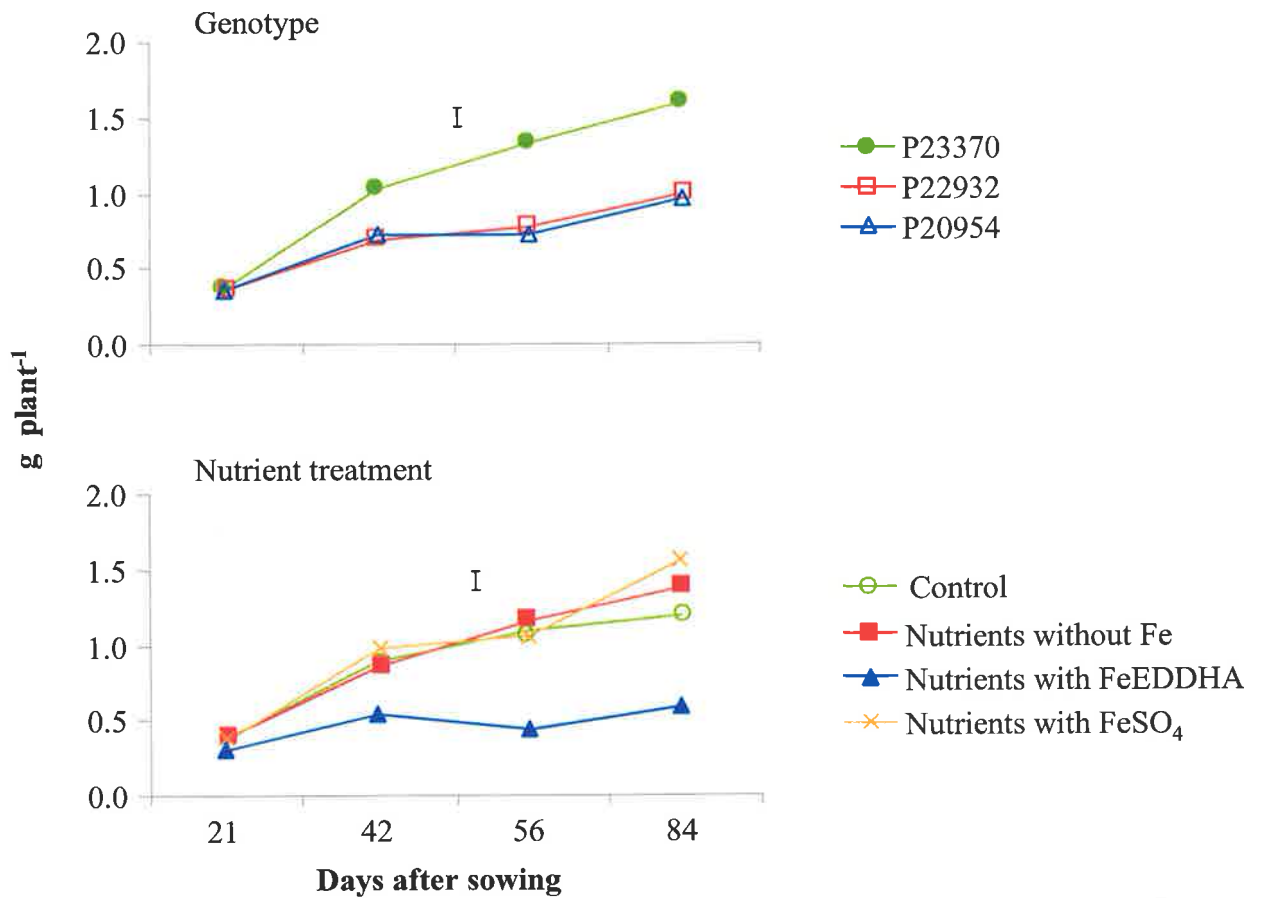 Genotype
2.0
1.5
1.0
0.5
0.0
P23370
P22932
P20954
g plant-1
Nutrient treatment
2.0
1.5
1.0
0.5
0.0
Control
Nutrients without Fe
Nutrients with FeEDDHA
Nutrients with FeSO4
21 42 56 84
Days after sowing